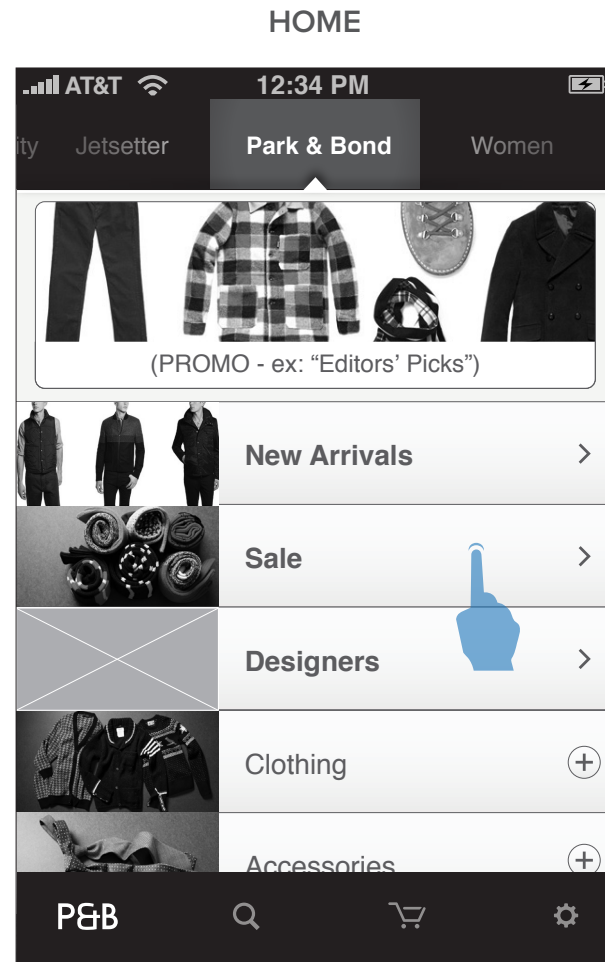 HOME
AT&T 12:34 PM
ity Jetsetter Park & Bond Women
(PROMO - ex: “Editors’ Picks”)
New Arrivals
Sale
Designers
Clothing
Accessories
P&B